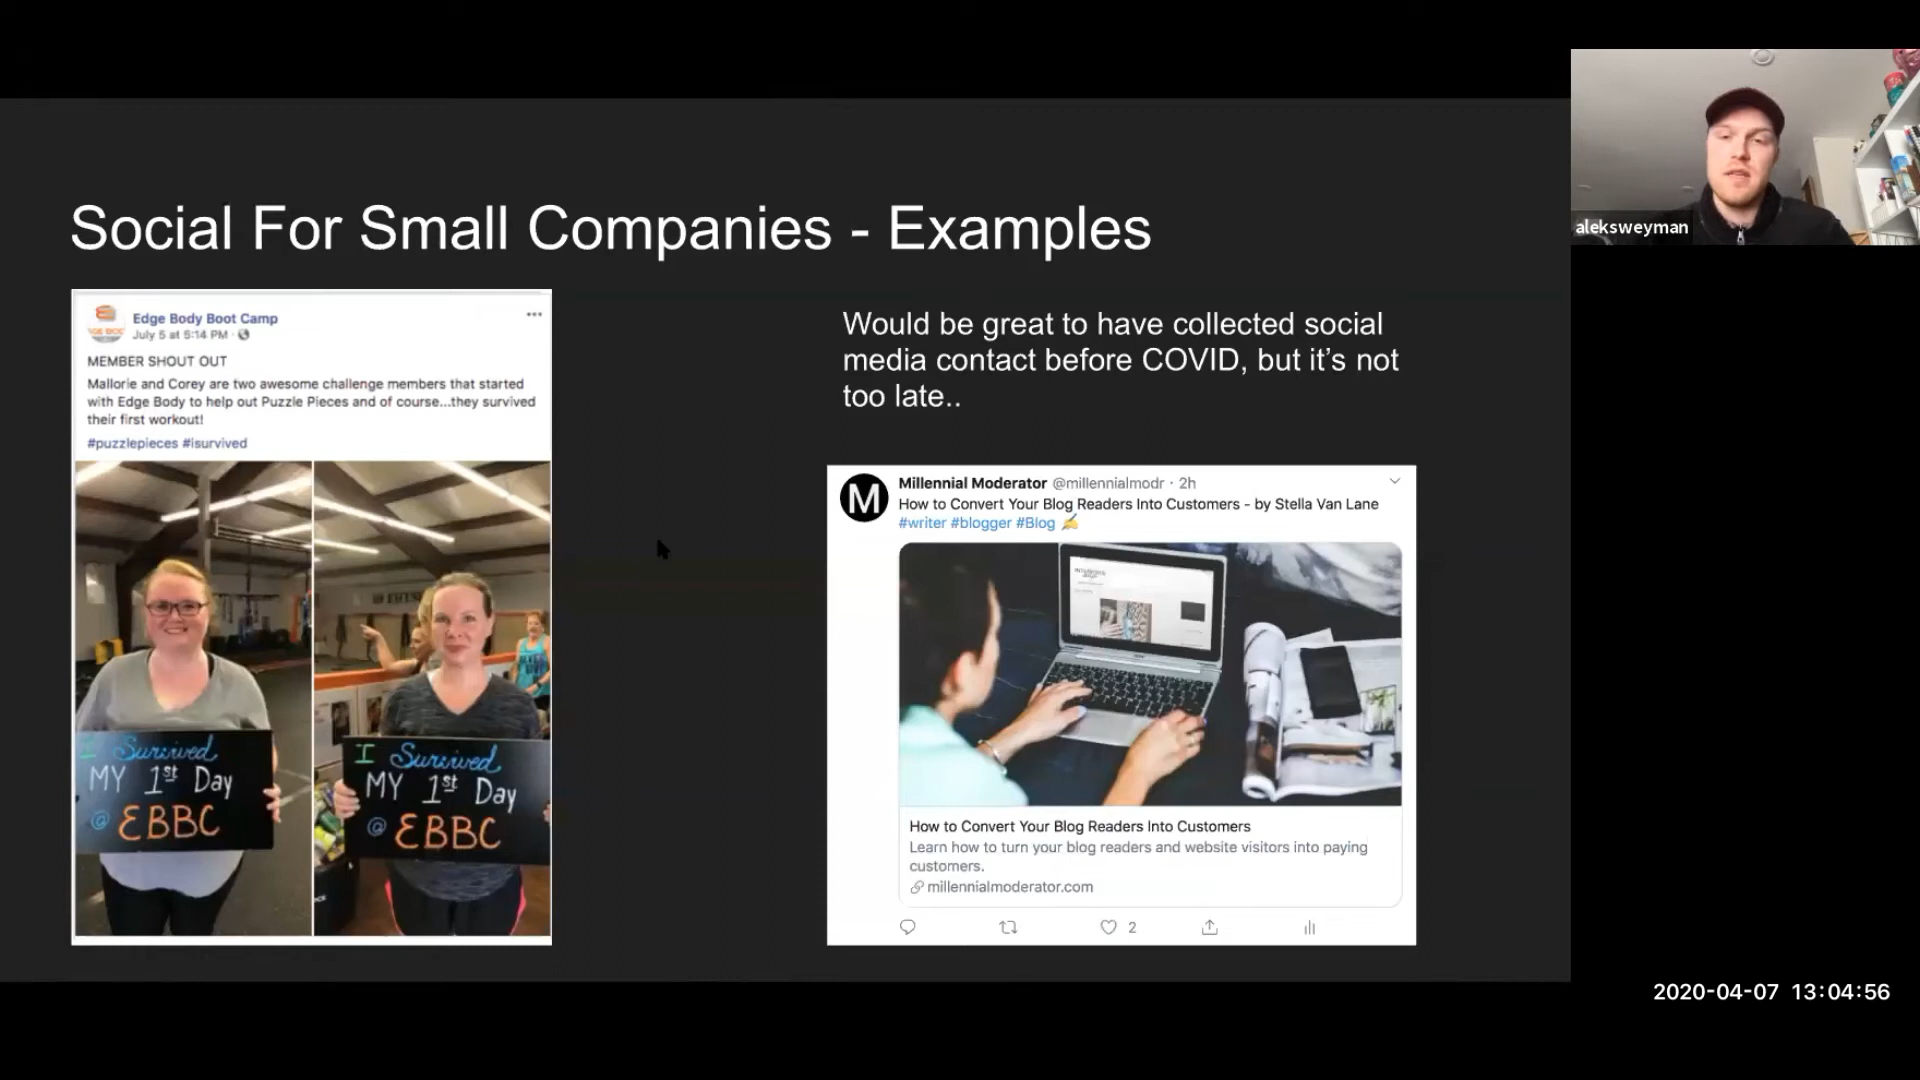 Social For Small Companies - Examples
Edge Body Boot Camp
July 5 at 5:14 PM ·
MEMBER SHOUT OUT
Mallorie and Corey are two awesome challenge members that started
with Edge Body to help out Puzzle Pieces and of course...they survived
their first workout!
#puzzlepieces #isurvived
I Survived
MY 1st Day
@ EBBC
I Survived
MY 1st Day
@ EBBC
Would be great to have collected social
media contact before COVID, but it's not
too late..
M
Millennial Moderator @millennialmodr · 2h
How to Convert Your Blog Readers Into Customers - by Stella Van Lane
#writer #blogger #Blog ✍
How to Convert Your Blog Readers Into Customers
Learn how to turn your blog readers and website visitors into paying
customers.
millennialmoderator.com
2
aleksweyman
2020-04-07 13:04:56